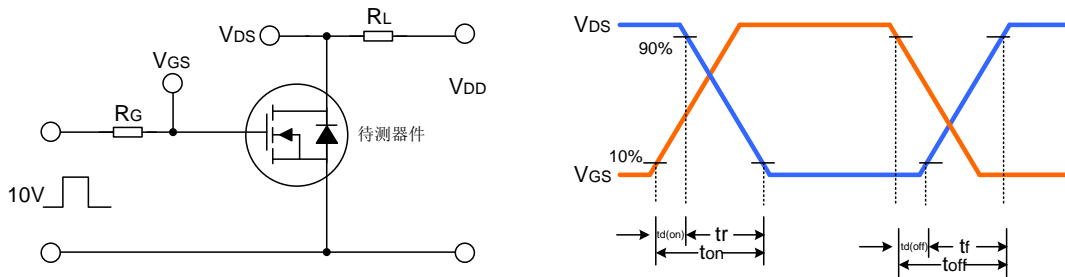 RL
VDS
VGS
VDD
RG
待测器件
10V
VDS
90%
10%
VGS
td(on)
tr
ton
td(off)
tf
toff